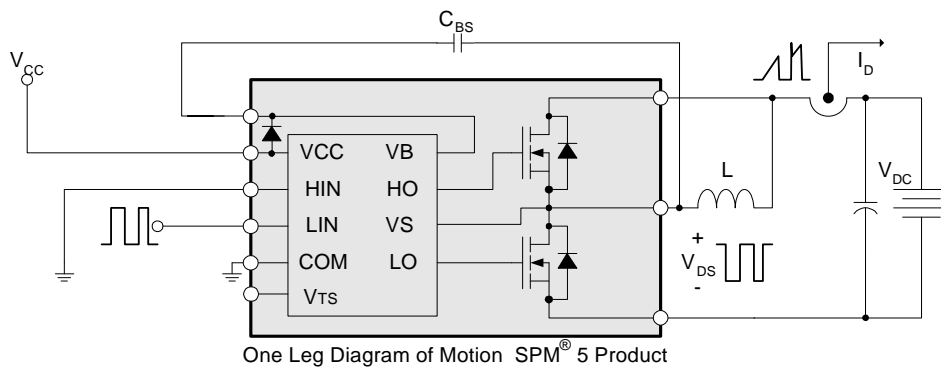 C_BS
V_CC
I_D
VCC VB
HIN HO
LIN VS
COM LO
V_TS
L
V_DC
+
V_DS
-
One Leg Diagram of Motion SPM® 5 Product